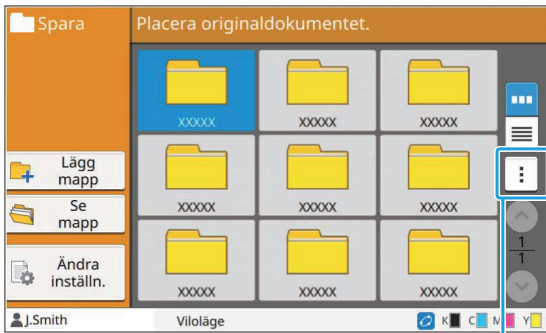 Spara
Placera originaldokumentet.
XXXXX
XXXXX
XXXXX
Lägg
mapp
Se
mapp
XXXXX
XXXXX
XXXXX
1
1
Ändra
inställn.
XXXXX
XXXXX
XXXXX
J.Smith
Viloläge
K
C
M
Y